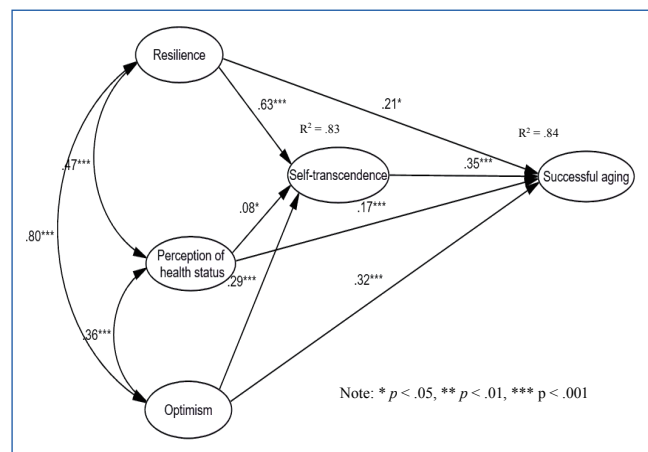 Resilience
.63***
.21*
R² = .83
R² = .84
.47***
Self-transcendence
.35***
Successful aging
.08*
.17***
.80***
Perception of
health status
.29***
.32***
.36***
Optimism
Note: * p < .05, ** p < .01, *** p < .001